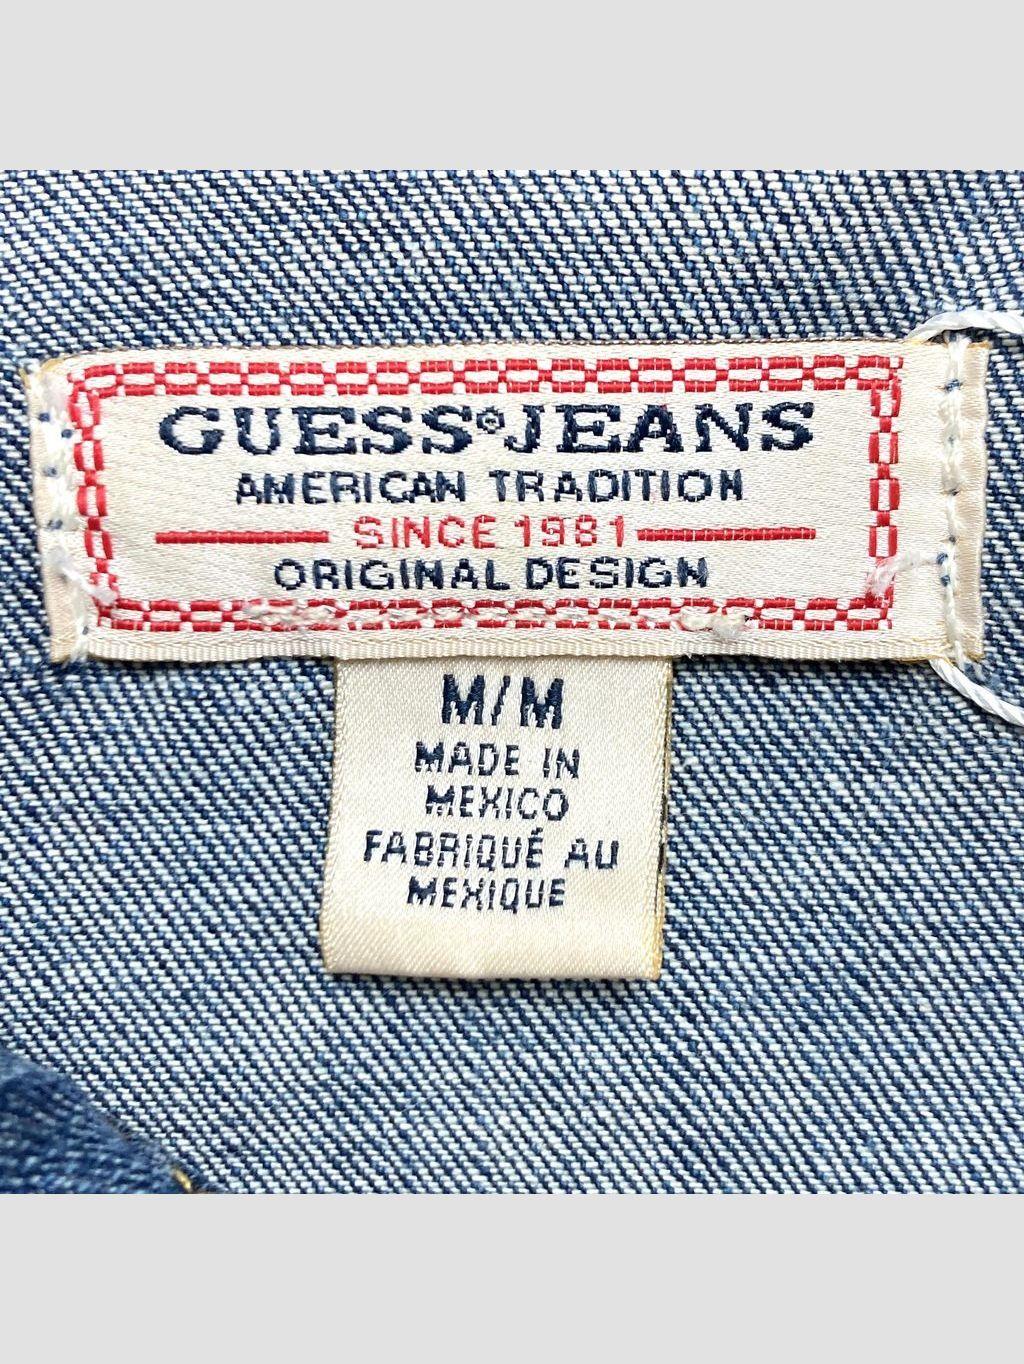 GUESS®JEANS
AMERICAN TRADITION
SINCE 1981
ORIGINAL DESIGN
M/M
MADE IN
MEXICO
FABRIQUÉ AU
MEXIQUE